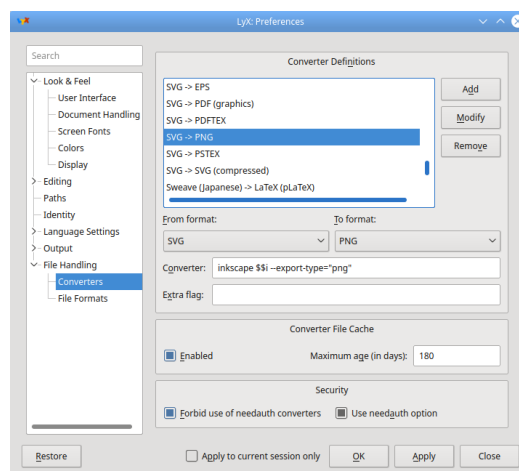 LyX: Preferences
Search
Look & Feel
User Interface
Document Handling
Screen Fonts
Colors
Display
Editing
Paths
Identity
Language Settings
Output
File Handling
Converters
File Formats
Converter Definitions
SVG -> EPS
SVG -> PDF (graphics)
SVG -> PDFTEX
SVG -> PNG
SVG -> PSTEX
SVG -> SVG (compressed)
Sweave (Japanese) -> LaTeX (pLaTeX)
Add
Modify
Remove
From format:
To format:
SVG
PNG
Converter: inkscape $$i --export-type="png"
Extra flag:
Converter File Cache
Enabled
Maximum age (in days): 180
Security
Forbid use of needauth converters
Use needauth option
Restore
Apply to current session only
OK
Apply
Close